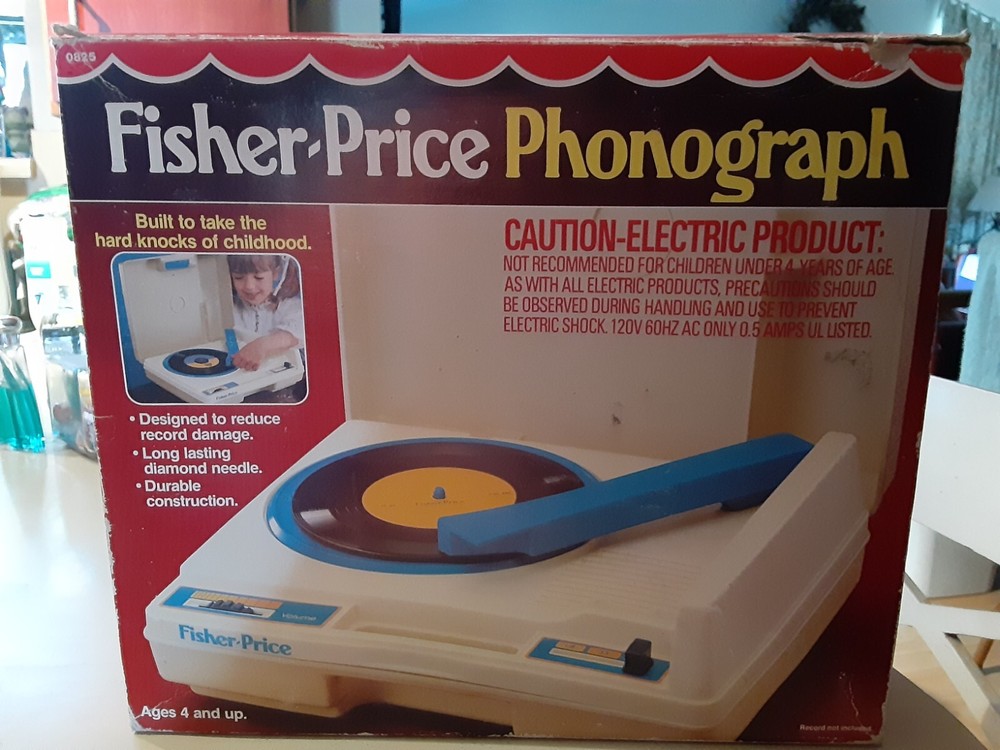 0825
Fisher-Price Phonograph
Built to take the
hard knocks of childhood.
CAUTION-ELECTRIC PRODUCT:
NOT RECOMMENDED FOR CHILDREN UNDER 4 YEARS OF AGE.
AS WITH ALL ELECTRIC PRODUCTS, PRECAUTIONS SHOULD
BE OBSERVED DURING HANDLING AND USE TO PREVENT
ELECTRIC SHOCK. 120V 60HZ AC ONLY 0.5 AMPS UL LISTED.
• Designed to reduce
record damage.
• Long lasting
diamond needle.
• Durable
construction.
volume
Fisher-Price
Ages 4 and up.
Record not included.